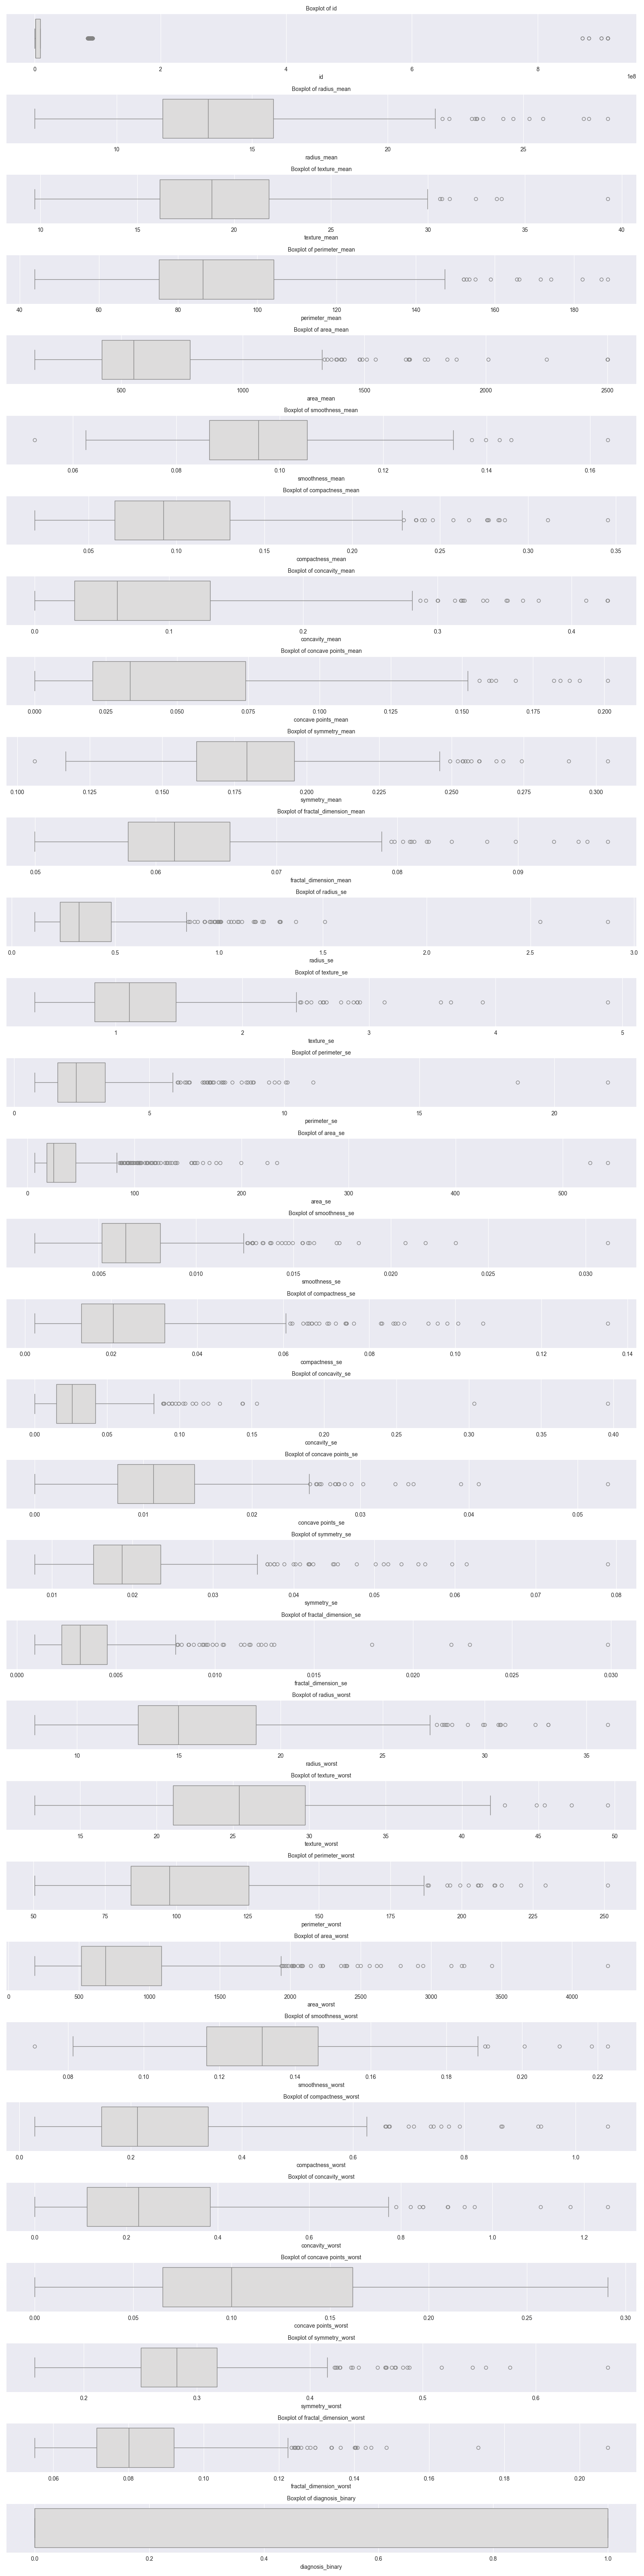 Boxplot of id
0 2 4 6 8
1e8
id
Boxplot of radius_mean
10 15 20 25
radius_mean
Boxplot of texture_mean
10 15 20 25 30 35 40
texture_mean
Boxplot of perimeter_mean
40 60 80 100 120 140 160 180
perimeter_mean
Boxplot of area_mean
500 1000 1500 2000 2500
area_mean
Boxplot of smoothness_mean
0.06 0.08 0.10 0.12 0.14 0.16
smoothness_mean
Boxplot of compactness_mean
0.05 0.10 0.15 0.20 0.25 0.30 0.35
compactness_mean
Boxplot of concavity_mean
0.0 0.1 0.2 0.3 0.4
concavity_mean
Boxplot of concave points_mean
0.000 0.025 0.050 0.075 0.100 0.125 0.150 0.175 0.200
concave points_mean
Boxplot of symmetry_mean
0.100 0.125 0.150 0.175 0.200 0.225 0.250 0.275 0.300
symmetry_mean
Boxplot of fractal_dimension_mean
0.05 0.06 0.07 0.08 0.09
fractal_dimension_mean
Boxplot of radius_se
0.0 0.5 1.0 1.5 2.0 2.5 3.0
radius_se
Boxplot of texture_se
1 2 3 4 5
texture_se
Boxplot of perimeter_se
0 5 10 15 20
perimeter_se
Boxplot of area_se
0 100 200 300 400 500
area_se
Boxplot of smoothness_se
0.005 0.010 0.015 0.020 0.025 0.030
smoothness_se
Boxplot of compactness_se
0.00 0.02 0.04 0.06 0.08 0.10 0.12 0.14
compactness_se
Boxplot of concavity_se
0.00 0.05 0.10 0.15 0.20 0.25 0.30 0.35 0.40
concavity_se
Boxplot of concave points_se
0.00 0.01 0.02 0.03 0.04 0.05
concave points_se
Boxplot of symmetry_se
0.01 0.02 0.03 0.04 0.05 0.06 0.07 0.08
symmetry_se
Boxplot of fractal_dimension_se
0.000 0.005 0.010 0.015 0.020 0.025 0.030
fractal_dimension_se
Boxplot of radius_worst
10 15 20 25 30 35
radius_worst
Boxplot of texture_worst
15 20 25 30 35 40 45 50
texture_worst
Boxplot of perimeter_worst
50 75 100 125 150 175 200 225 250
perimeter_worst
Boxplot of area_worst
0 500 1000 1500 2000 2500 3000 3500 4000
area_worst
Boxplot of smoothness_worst
0.08 0.10 0.12 0.14 0.16 0.18 0.20 0.22
smoothness_worst
Boxplot of compactness_worst
0.0 0.2 0.4 0.6 0.8 1.0
compactness_worst
Boxplot of concavity_worst
0.0 0.2 0.4 0.6 0.8 1.0 1.2
concavity_worst
Boxplot of concave points_worst
0.00 0.05 0.10 0.15 0.20 0.25 0.30
concave points_worst
Boxplot of symmetry_worst
0.2 0.3 0.4 0.5 0.6
symmetry_worst
Boxplot of fractal_dimension_worst
0.06 0.08 0.10 0.12 0.14 0.16 0.18 0.20
fractal_dimension_worst
Boxplot of diagnosis_binary
0.0 0.2 0.4 0.6 0.8 1.0
diagnosis_binary